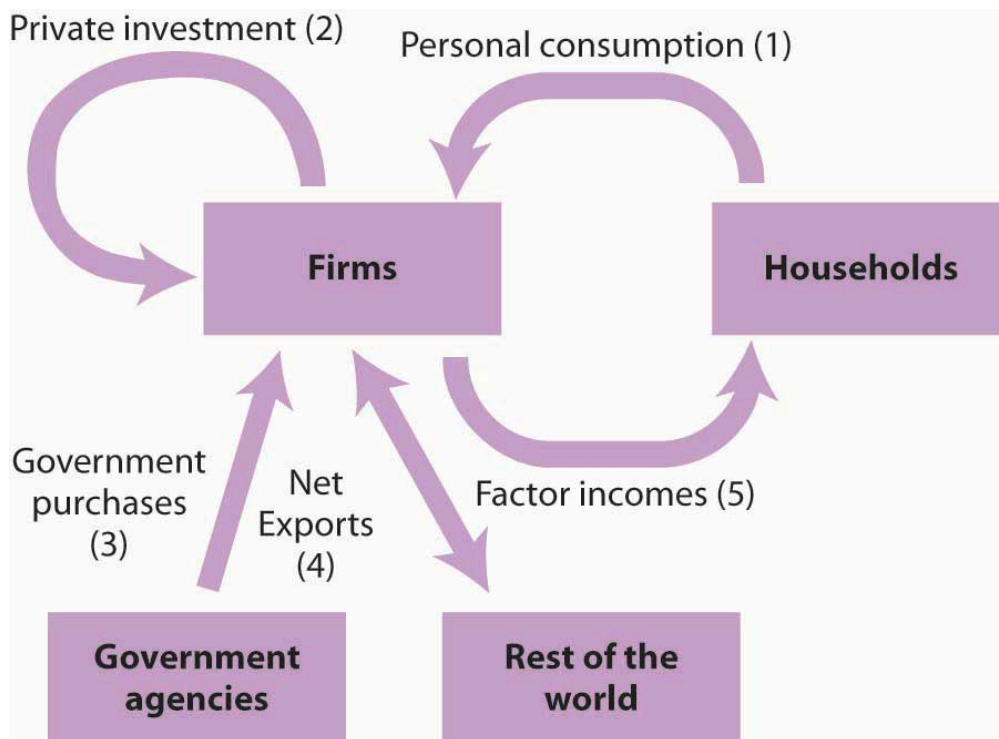 Private investment (2)
Personal consumption (1)
Firms
Households
Government
purchases
(3)
Net
Exports
(4)
Factor incomes (5)
Government
agencies
Rest of the
world